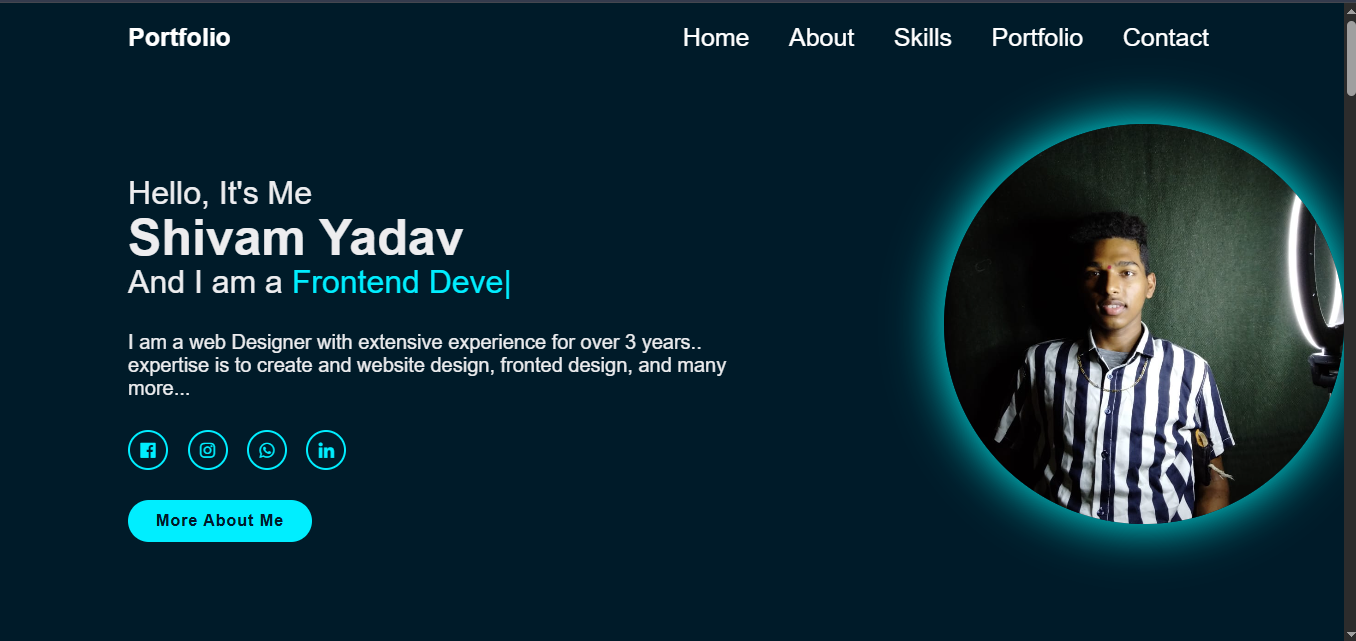 Portfolio
Home About Skills Portfolio Contact
Hello, It's Me
Shivam Yadav
And I am a Frontend Deve|
I am a web Designer with extensive experience for over 3 years..
expertise is to create and website design, fronted design, and many
more...
More About Me